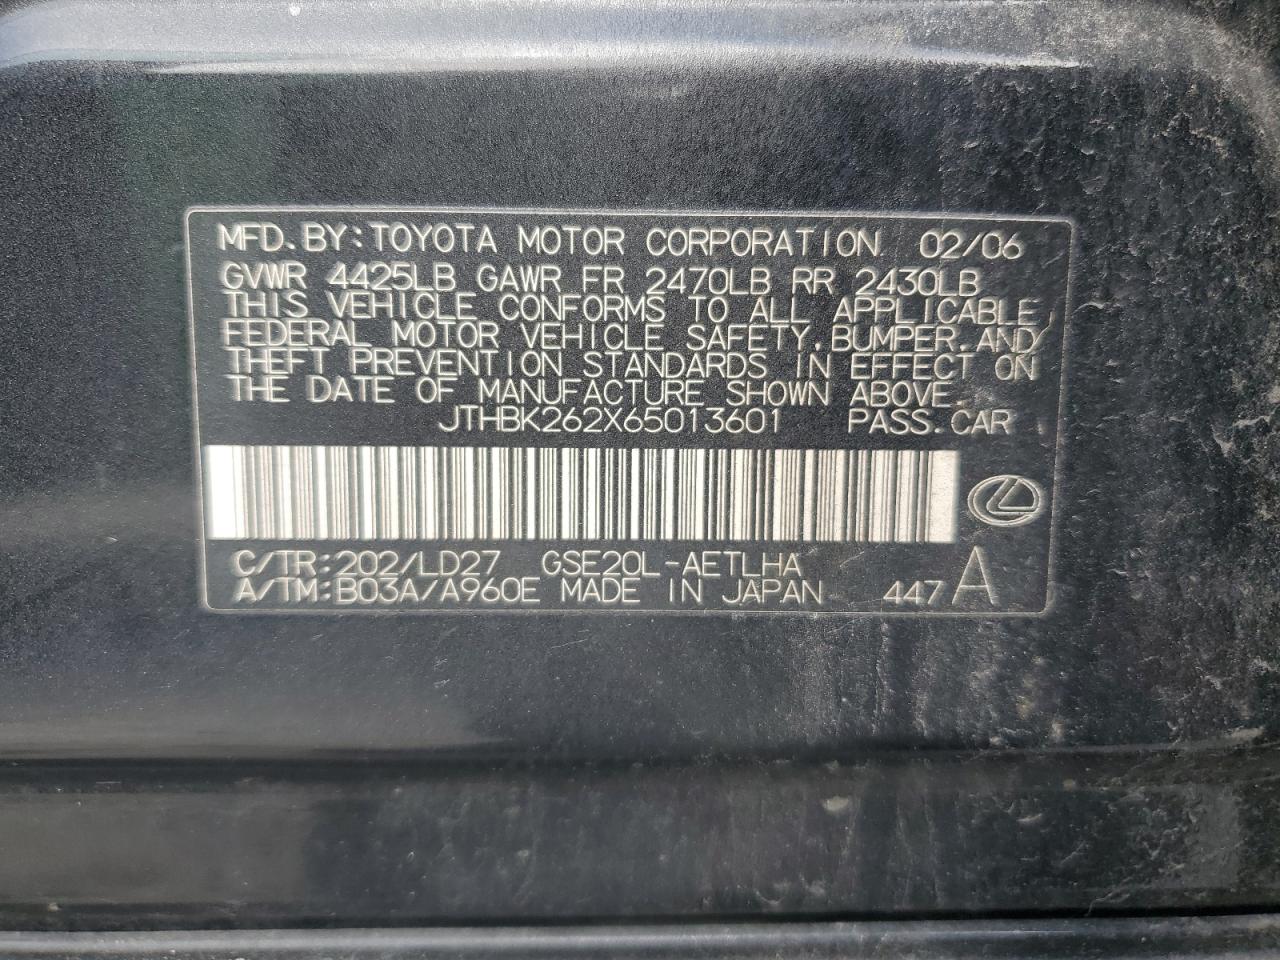 MFD.BY:TOYOTA MOTOR CORPORATION 02/06
GVWR 4425LB GAWR FR 2470LB RR 2430LB
THIS VEHICLE CONFORMS TO ALL APPLICABLE
FEDERAL MOTOR VEHICLE SAFETY,BUMPER,AND
THEFT PREVENTION STANDARDS IN EFFECT ON
THE DATE OF MANUFACTURE SHOWN ABOVE.
JTHBK262X65013601 PASS.CAR
C/TR:202/LD27 GSE20L-AETLHA
A/TM:B03A/A960E MADE IN JAPAN 447 A